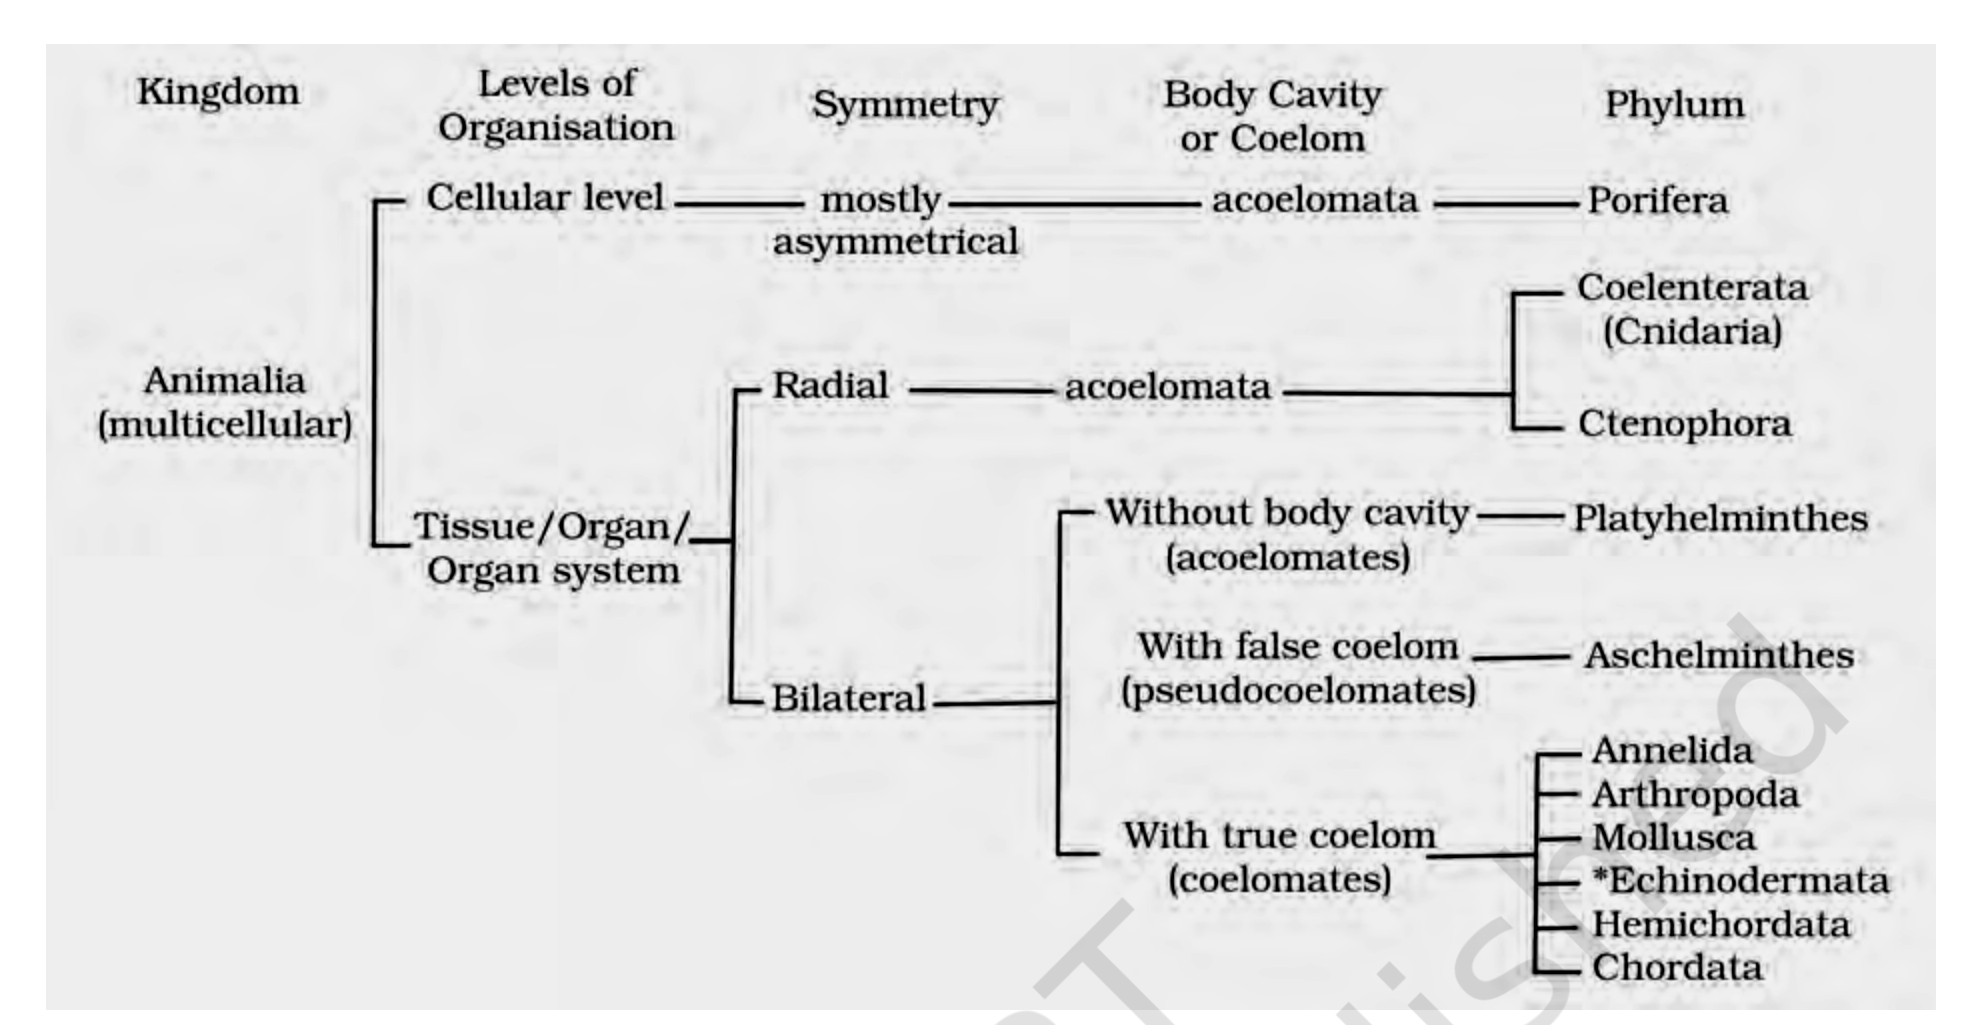 Kingdom
Levels of
Organisation
Symmetry
Body Cavity
or Coelom
Phylum
Cellular level
mostly
asymmetrical
acoelomata
Porifera
Animalia
(multicellular)
Radial
acoelomata
Coelenterata
(Cnidaria)
Ctenophora
Tissue/Organ/
Organ system
Without body cavity
(acoelomates)
Platyhelminthes
Bilateral
With false coelom
(pseudocoelomates)
Aschelminthes
With true coelom
(coelomates)
Annelida
Arthropoda
Mollusca
*Echinodermata
Hemichordata
Chordata